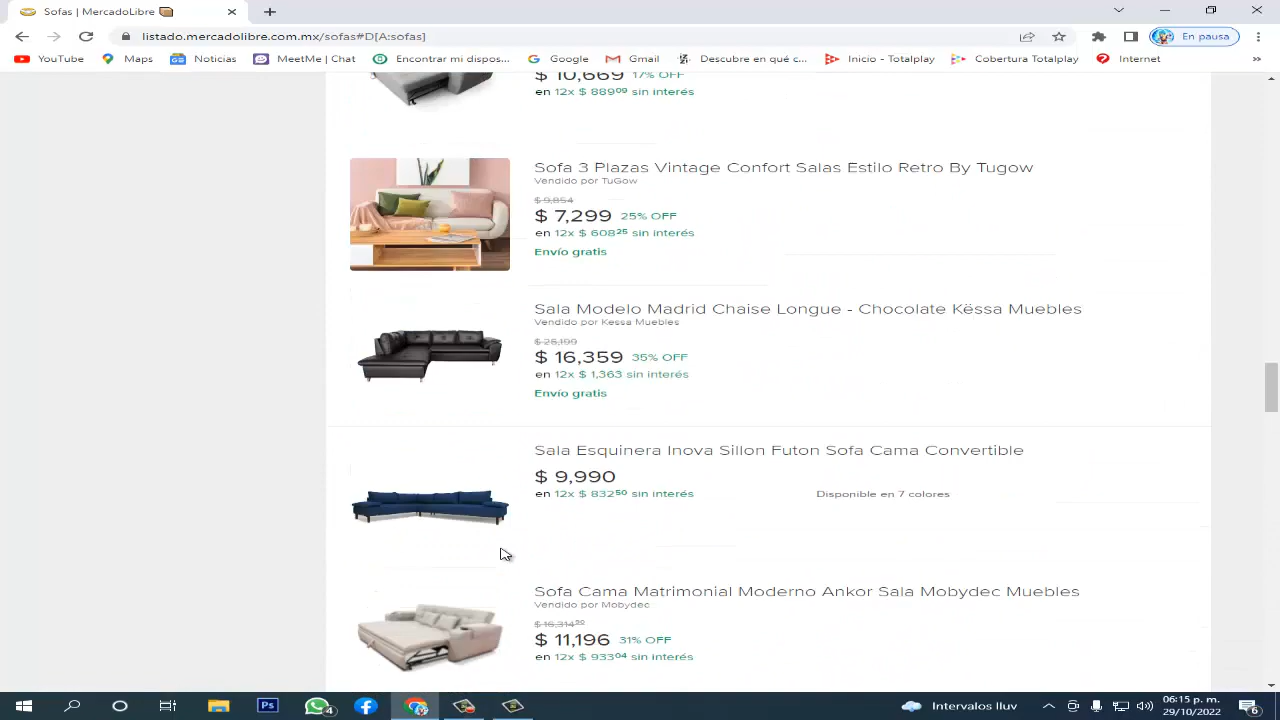 Sofas | MercadoLibre
listado.mercadolibre.com.mx/sofas#D[A:sofas]
En pausa
YouTube
Maps
Noticias
MeetMe | Chat
Encontrar mi dispos...
Google
Gmail
Descubre en qué c...
Inicio - Totalplay
Cobertura Totalplay
Internet
»
$ 10,669 17% OFF
en 12x $ 889⁰⁹ sin interés
Sofa 3 Plazas Vintage Confort Salas Estilo Retro By Tugow
Vendido por TuGow
$ 9,854
$ 7,299 25% OFF
en 12x $ 608²⁵ sin interés
Envío gratis
Sala Modelo Madrid Chaise Longue - Chocolate Këssa Muebles
Vendido por Kessa Muebles
$ 25,199
$ 16,359 35% OFF
en 12x $ 1,363 sin interés
Envío gratis
Sala Esquinera Inova Sillon Futon Sofa Cama Convertible
$ 9,990
en 12x $ 832⁵⁰ sin interés
Disponible en 7 colores
Sofa Cama Matrimonial Moderno Ankor Sala Mobydec Muebles
Vendido por Mobydec
$ 16,314⁹⁰
$ 11,196 31% OFF
en 12x $ 933⁰⁴ sin interés
Ps
4
Intervalos lluv
06:15 p. m.
29/10/2022
6